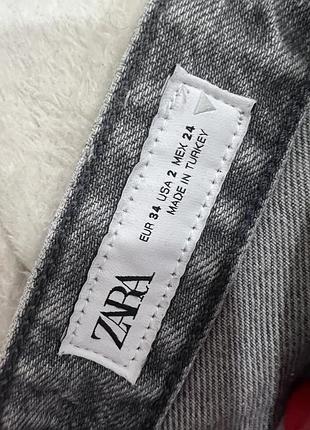 ZARA
EUR 34 USA 2 MEX 24
MADE IN TURKEY